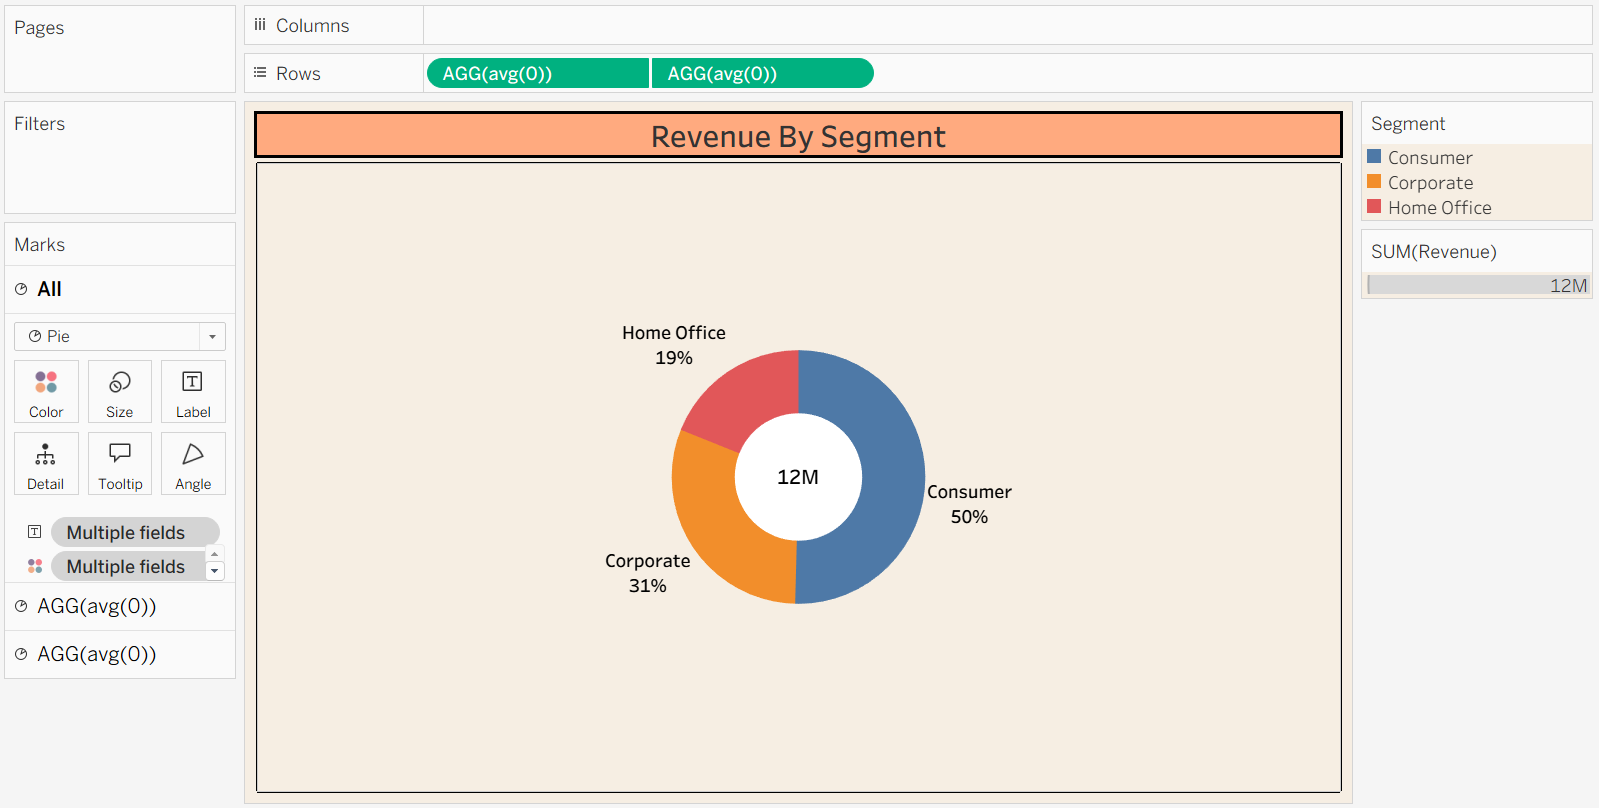 Pages
Columns
Rows
AGG(avg(0)) AGG(avg(0))
Filters
Marks
All
Pie
Color Size Label
Detail Tooltip Angle
Multiple fields
Multiple fields
AGG(avg(0))
AGG(avg(0))
Revenue By Segment
Home Office
19%
12M
Consumer
50%
Corporate
31%
Segment
Consumer
Corporate
Home Office
SUM(Revenue)
12M